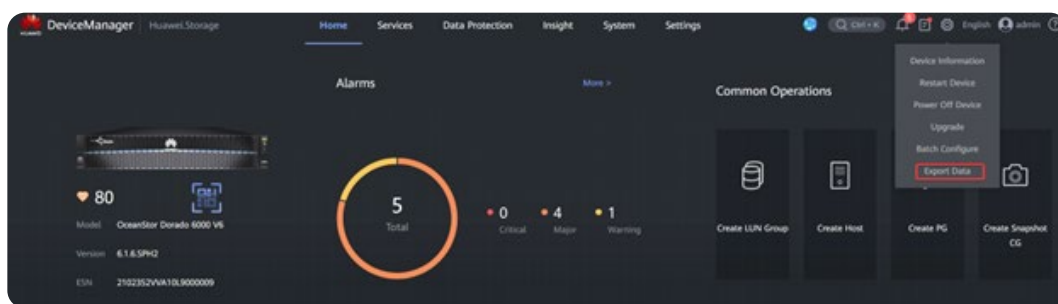 HUAWEI DeviceManager Huawei.Storage Home Services Data Protection Insight System Settings Ctrl + K English admin
Device Information
Restart Device
Power Off Device
Upgrade
Batch Configure
Export Data
Alarms More >
Common Operations
80
Model OceanStor Dorado 6000 V6
Version 6.1.6.SPH2
ESN 2102352VVA10L9000009
5
Total
0
Critical
4
Major
1
Warning
Create LUN Group
Create Host
Create PG
Create Snapshot
CG